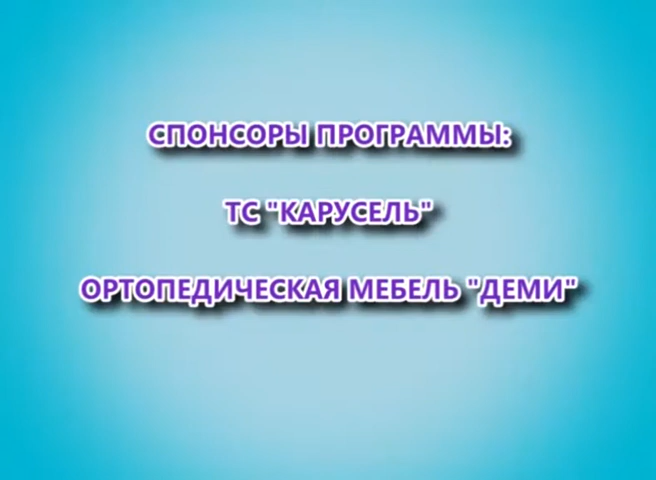 СПОНСОРЫ ПРОГРАММЫ:
ТС "КАРУСЕЛЬ"
ОРТОПЕДИЧЕСКАЯ МЕБЕЛЬ "ДЕМИ"